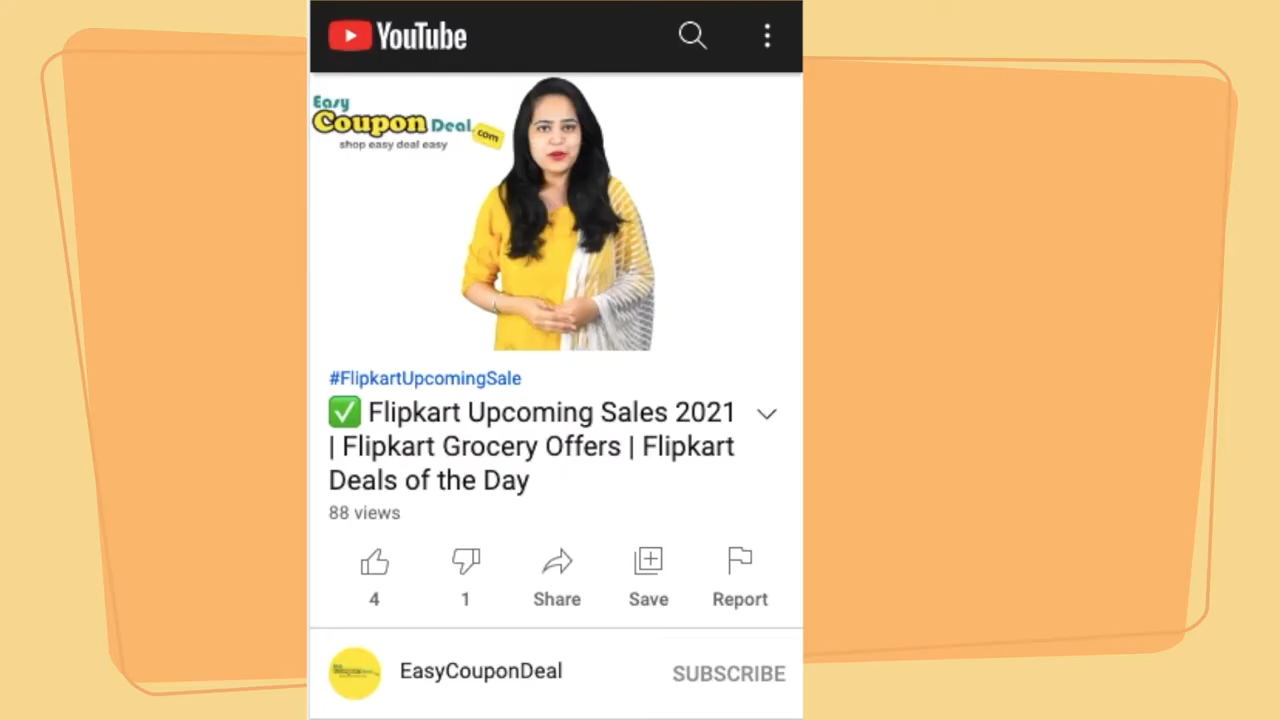 YouTube
Easy
Coupon Deal.com
shop easy deal easy
#FlipkartUpcomingSale
✅ Flipkart Upcoming Sales 2021
| Flipkart Grocery Offers | Flipkart
Deals of the Day
88 views
4 1 Share Save Report
EasyCouponDeal SUBSCRIBE